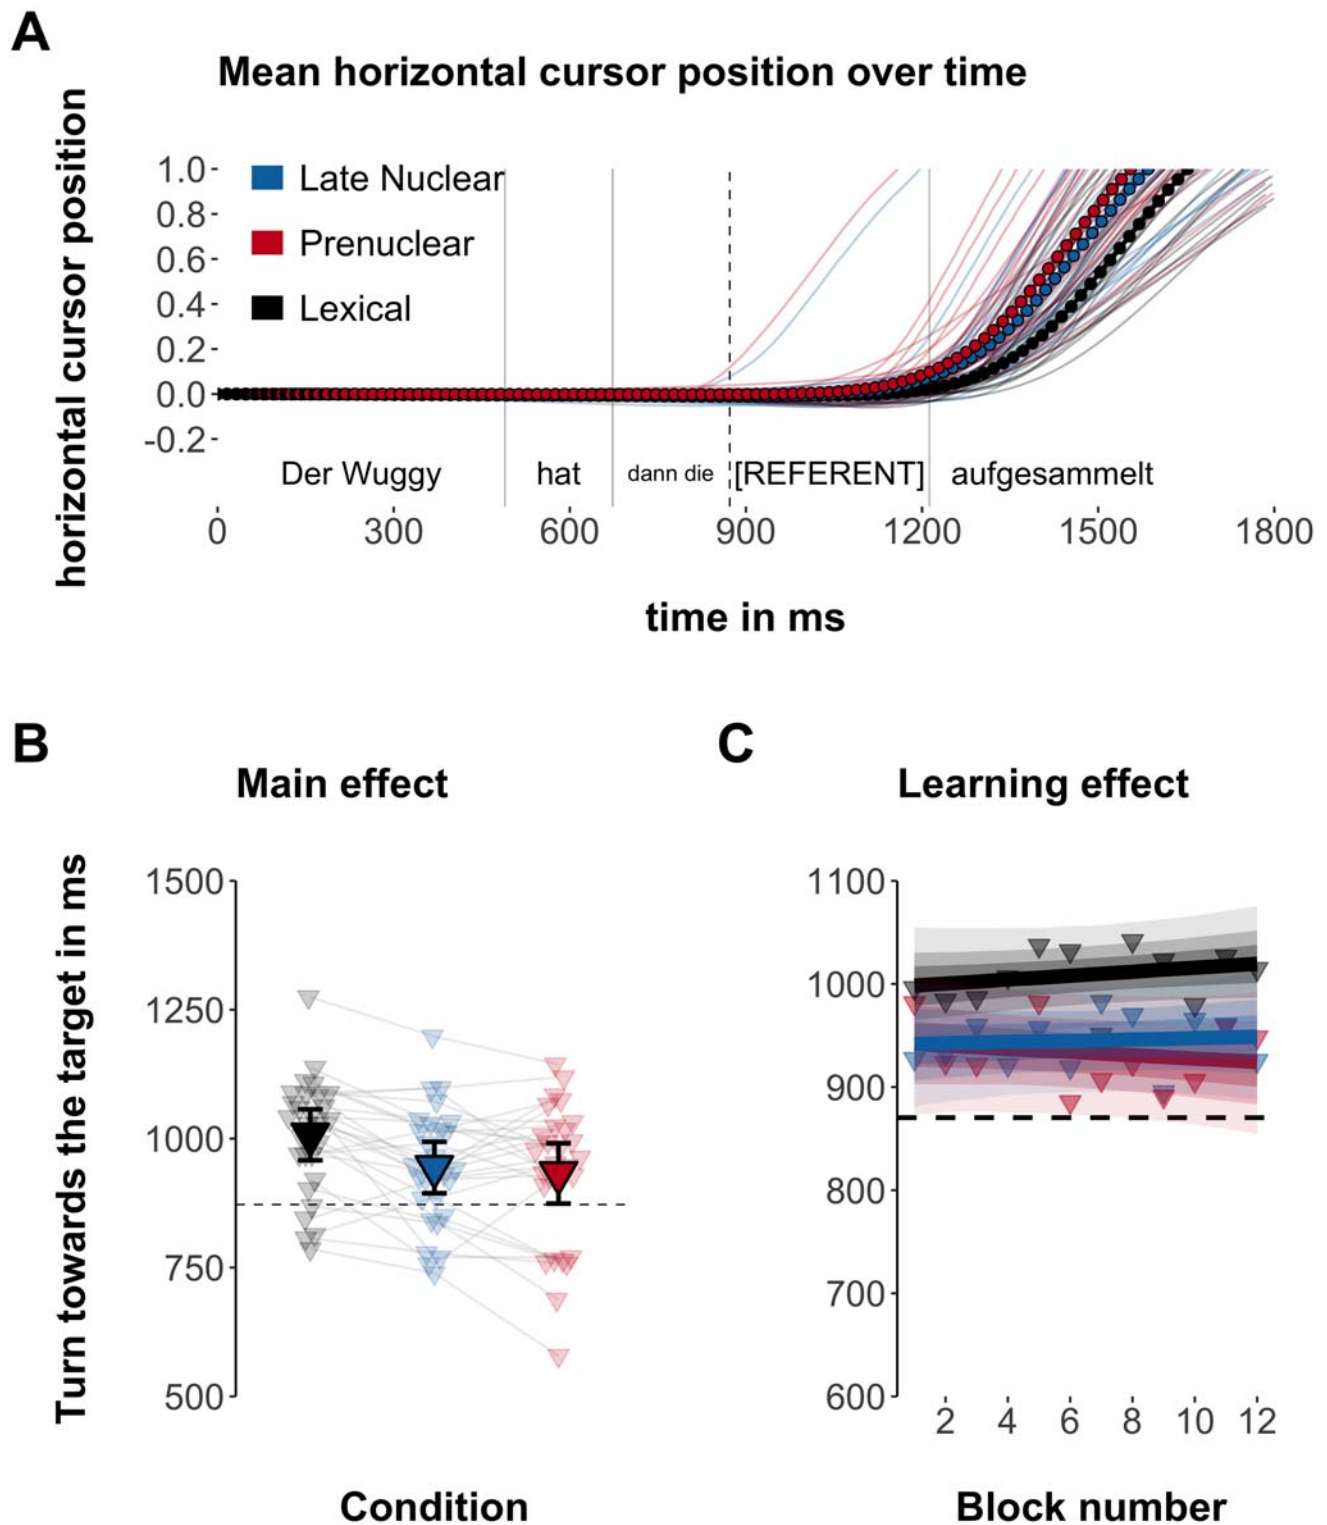 A
Mean horizontal cursor position over time
horizontal cursor position
1.0
0.8
0.6
0.4
0.2
0.0
-0.2
Late Nuclear
Prenuclear
Lexical
Der Wuggy hat dann die [REFERENT] aufgesammelt
0 300 600 900 1200 1500 1800
time in ms
B
Main effect
Turn towards the target in ms
1500
1250
1000
750
500
Condition
C
Learning effect
1100
1000
900
800
700
600
2 4 6 8 10 12
Block number